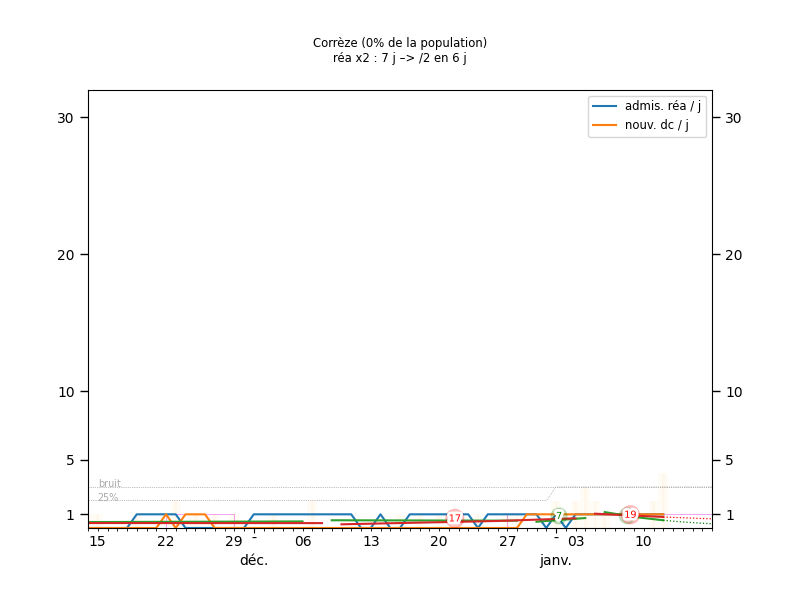 Corrèze (0% de la population)
réa x2 : 7 j –> /2 en 6 j
admis. réa / j
nouv. dc / j
30 30
20 20
10 10
5 5
1 1
bruit
25%
17 7 19
15 22 29 - 06 13 20 27 - 03 10
déc. janv.